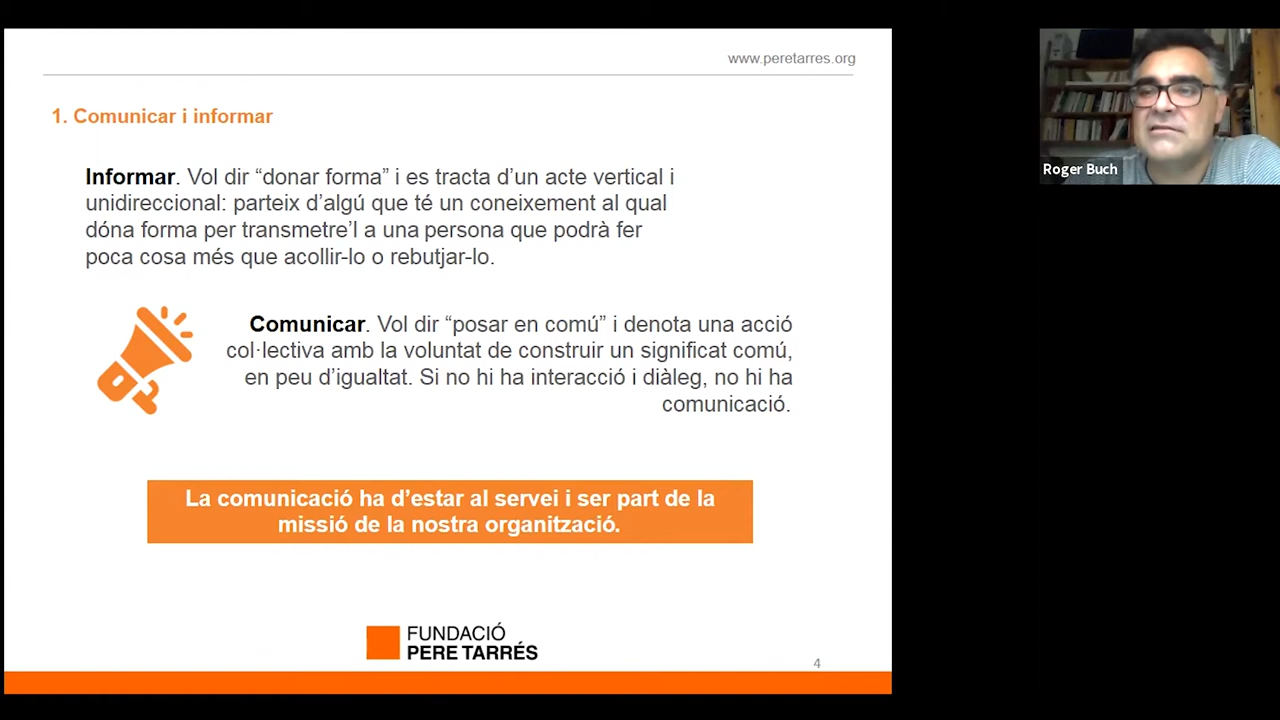 www.peretarres.org
1. Comunicar i informar
Informar. Vol dir “donar forma” i es tracta d’un acte vertical i
unidireccional: parteix d’algú que té un coneixement al qual
dóna forma per transmetre’l a una persona que podrà fer
poca cosa més que acollir-lo o rebutjar-lo.
Comunicar. Vol dir “posar en comú” i denota una acció
col·lectiva amb la voluntat de construir un significat comú,
en peu d’igualtat. Si no hi ha interacció i diàleg, no hi ha
comunicació.
La comunicació ha d’estar al servei i ser part de la
missió de la nostra organització.
FUNDACIÓ
PERE TARRÉS
4
Roger Buch